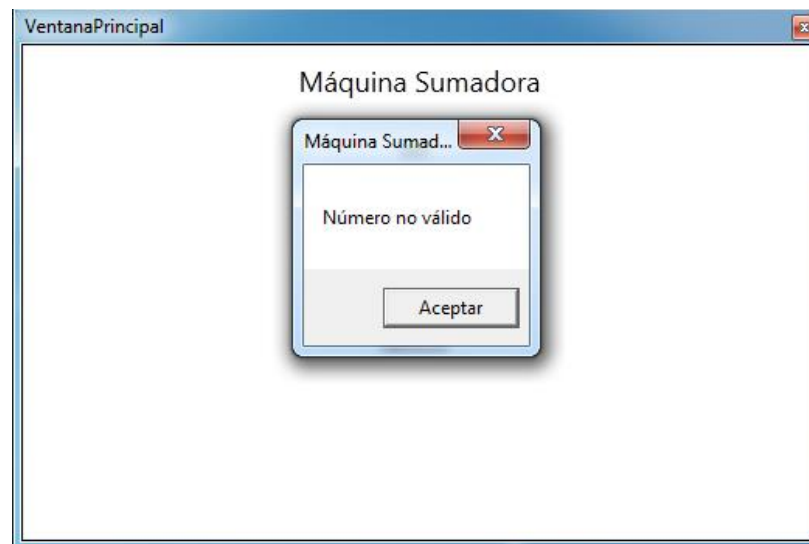 VentanaPrincipal
Máquina Sumadora
Máquina Sumad...
Número no válido
Aceptar